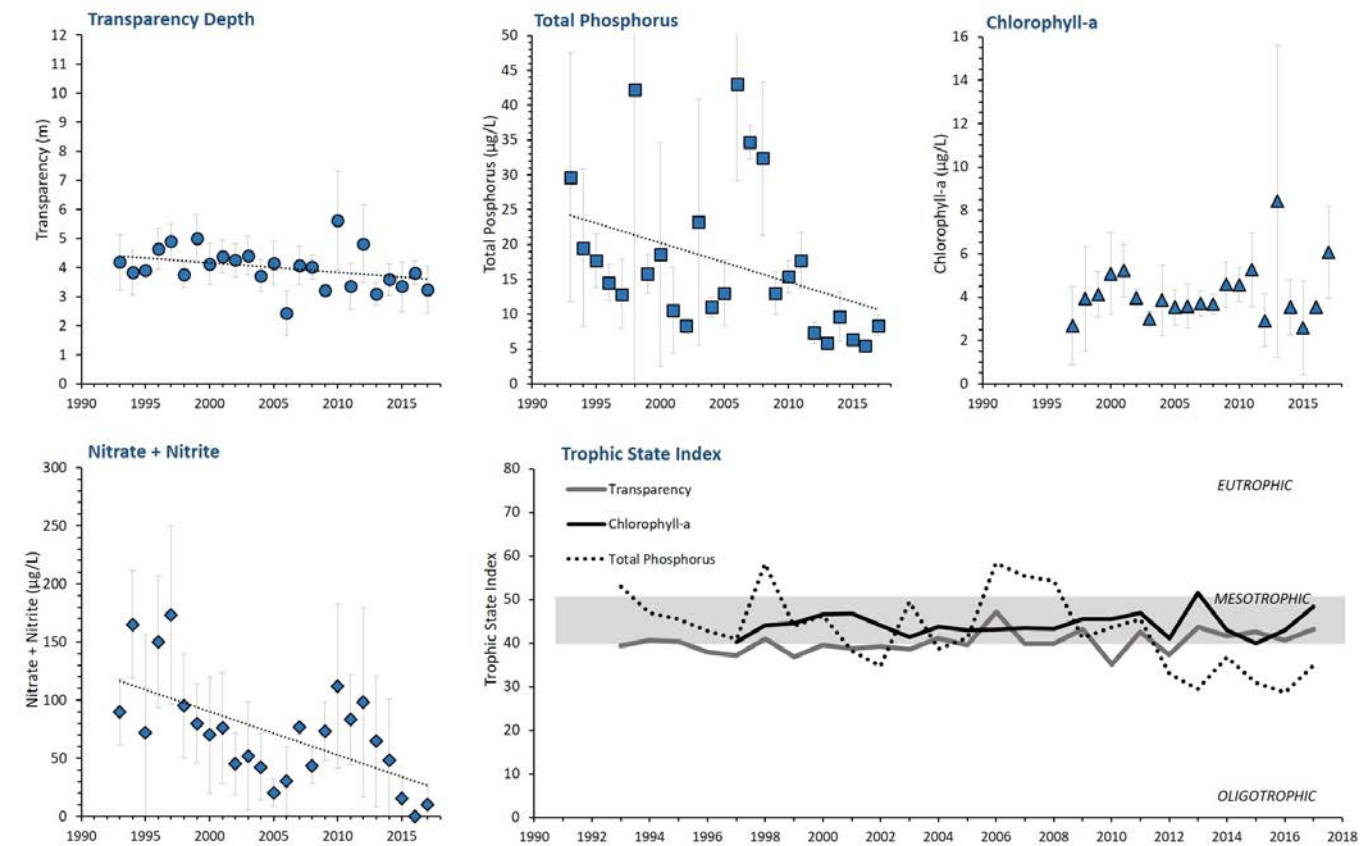 Transparency Depth
12
11
10
9
8
7
6
5
4
3
2
1
0
Transparency (m)
1990 1995 2000 2005 2010 2015
Total Phosphorus
50
45
40
35
30
25
20
15
10
5
0
Total Posphorus (µg/L)
1990 1995 2000 2005 2010 2015
Chlorophyll-a
16
14
12
10
8
6
4
2
0
Chlorophyll-a (µg/L)
1990 1995 2000 2005 2010 2015
Nitrate + Nitrite
300
250
200
150
100
50
0
Nitrate + Nitrite (µg/L)
1990 1995 2000 2005 2010 2015
Trophic State Index
80
70
60
50
40
30
20
10
0
Trophic State Index
Transparency
Chlorophyll-a
Total Phosphorus
EUTROPHIC
MESOTROPHIC
OLIGOTROPHIC
1990 1992 1994 1996 1998 2000 2002 2004 2006 2008 2010 2012 2014 2016 2018